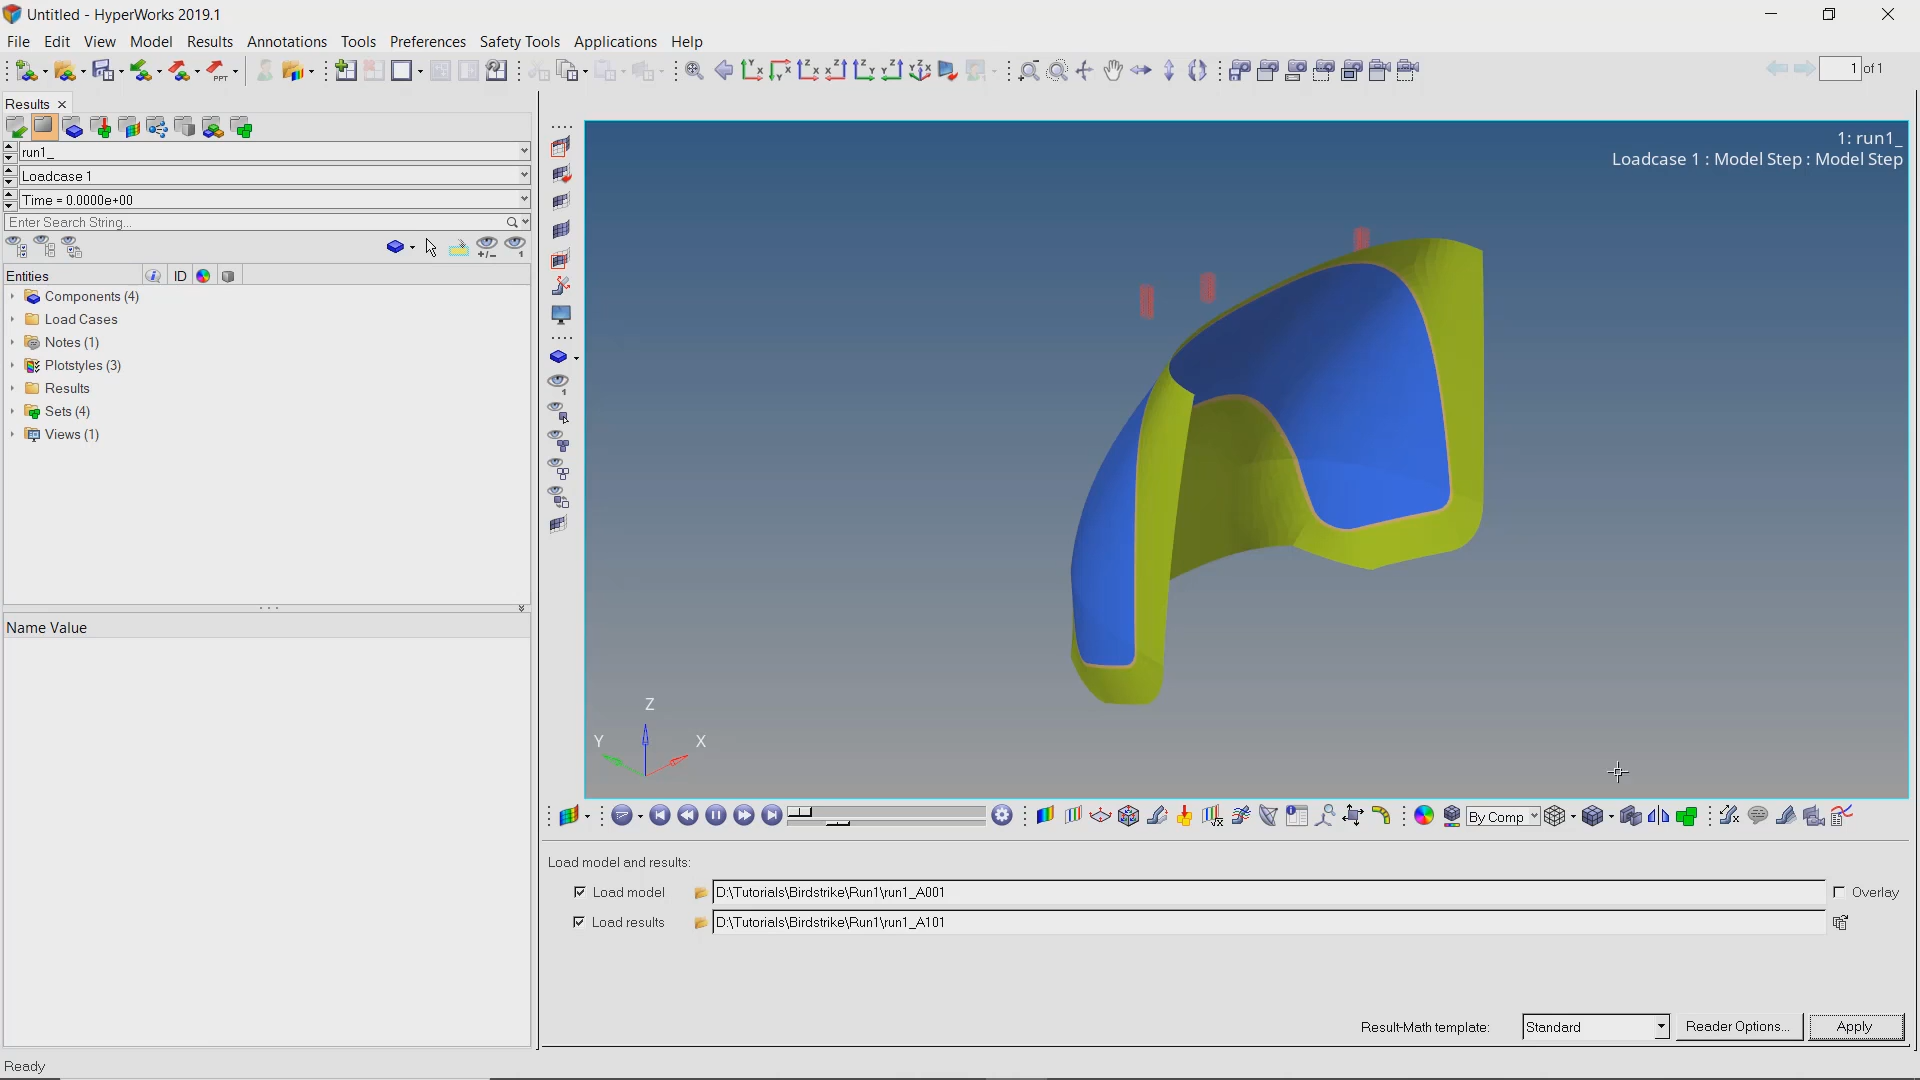 Untitled - HyperWorks 2019.1
File Edit View Model Results Annotations Tools Preferences Safety Tools Applications Help
PPT
1 of 1
Results
run1_
Loadcase 1
Time = 0.0000e+00
Enter Search String...
Entities ID
Components (4)
Load Cases
Notes (1)
Plotstyles (3)
Results
Sets (4)
Views (1)
Name Value
1: run1_
Loadcase 1 : Model Step : Model Step
Z
Y
X
By Comp
Load model and results:
Load model D:\Tutorials\Birdstrike\Run1\run1_A001 Overlay
Load results D:\Tutorials\Birdstrike\Run1\run1_A101
Result-Math template: Standard Reader Options... Apply
Ready